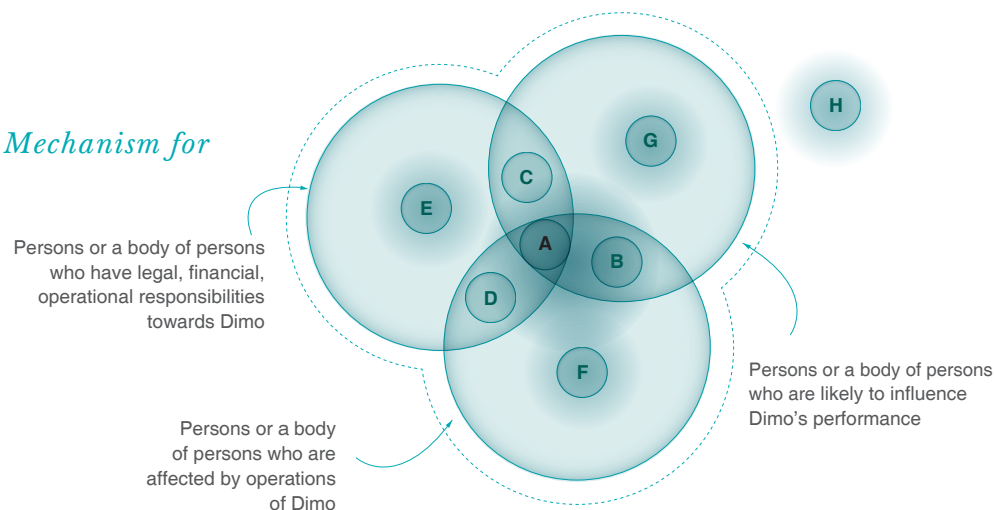 Mechanism for
H
G
C
E
A
B
D
F
Persons or a body of persons
who have legal, financial,
operational responsibilities
towards Dimo
Persons or a body of persons
who are likely to influence
Dimo's performance
Persons or a body
of persons who are
affected by operations
of Dimo